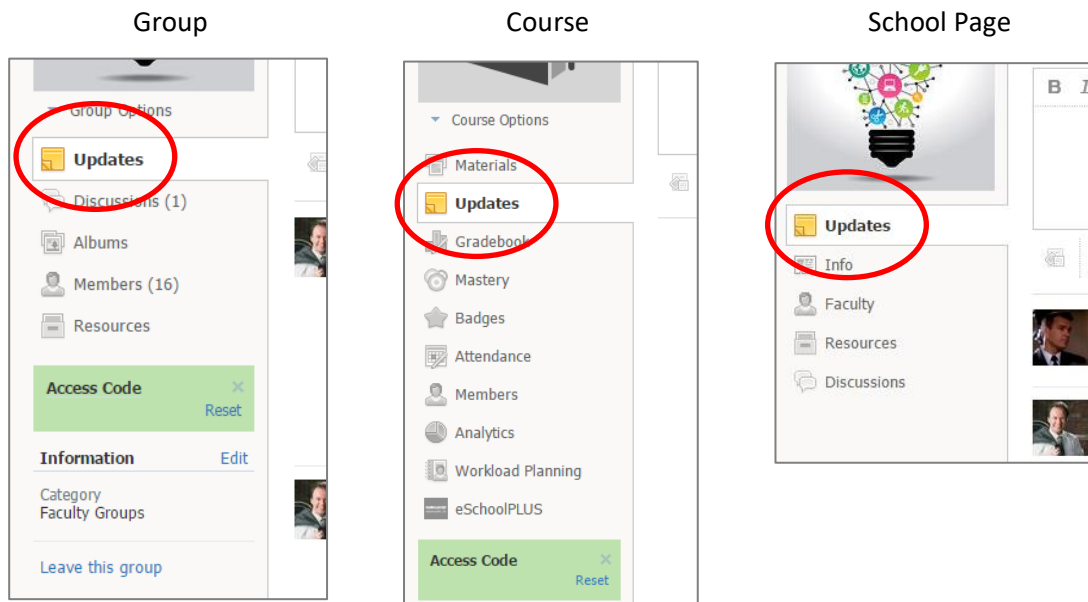 Group
Group Options
Updates
Discussions (1)
Albums
Members (16)
Resources
Access Code
Reset
Information Edit
Category
Faculty Groups
Leave this group
Course
Course Options
Materials
Updates
Gradebook
Mastery
Badges
Attendance
Members
Analytics
Workload Planning
eSchoolPLUS
Access Code
Reset
School Page
B I
Updates
Info
Faculty
Resources
Discussions